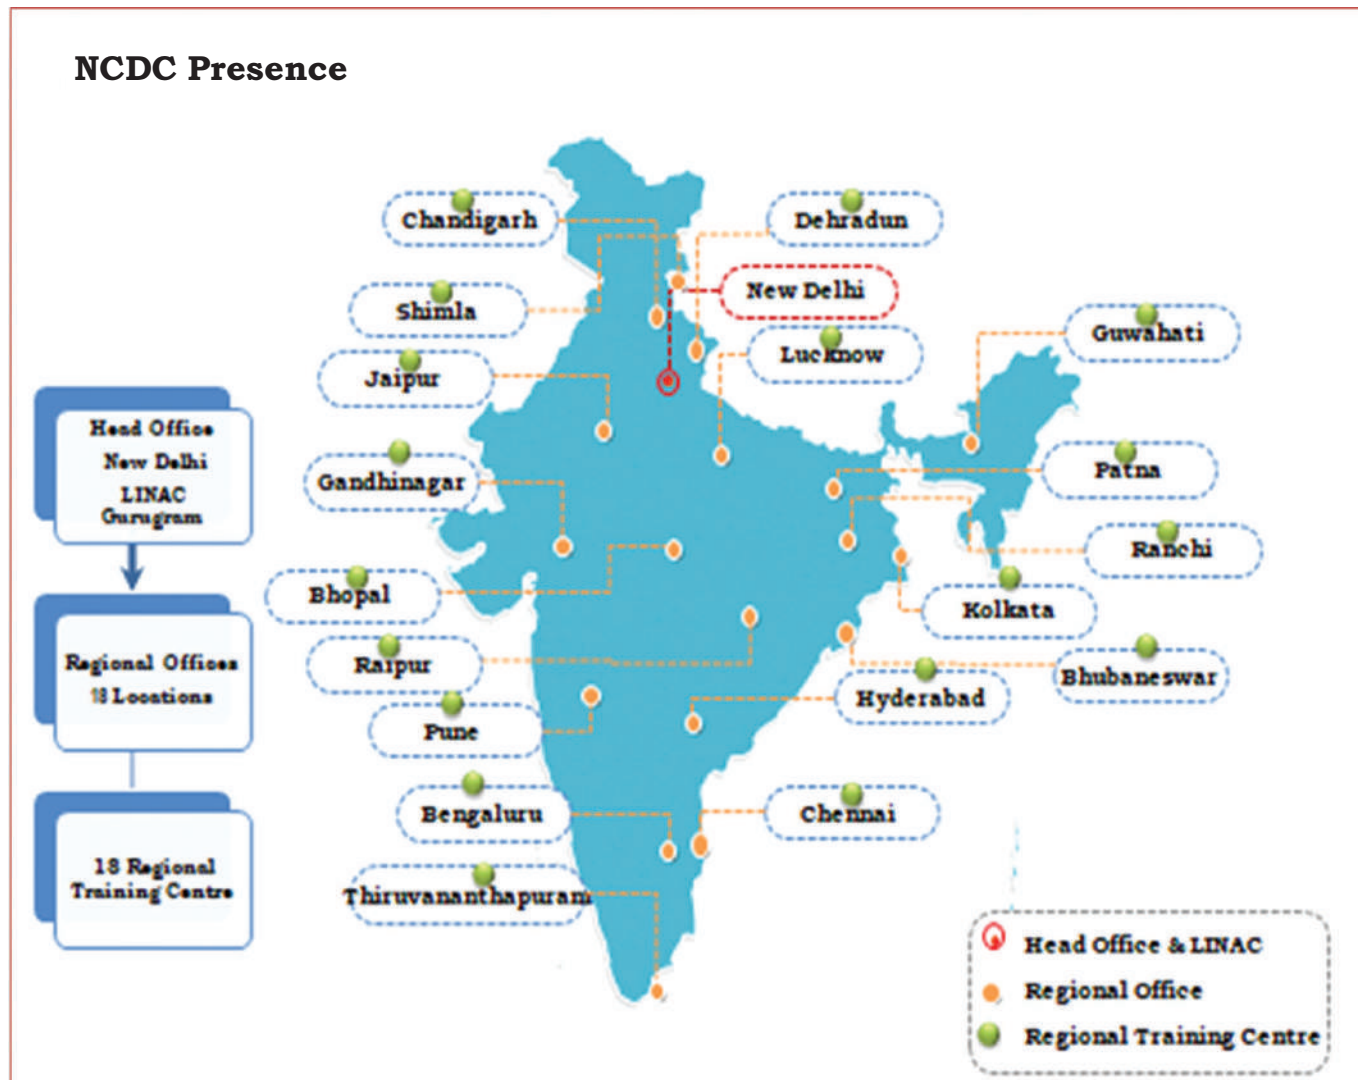 NCDC Presence
Chandigarh
Dehradun
New Delhi
Shimla
Guwahati
Lucknow
Jaipur
Head Office
New Delhi
LINAC
Gurugram
Patna
Gandhinagar
Ranchi
Bhopal
Kolkata
Regional Offices
18 Locations
Raipur
Bhubaneswar
Hyderabad
Pune
Bengaluru
Chennai
18 Regional
Training Centre
Thiruvananthapuram
Head Office & LINAC
Regional Office
Regional Training Centre